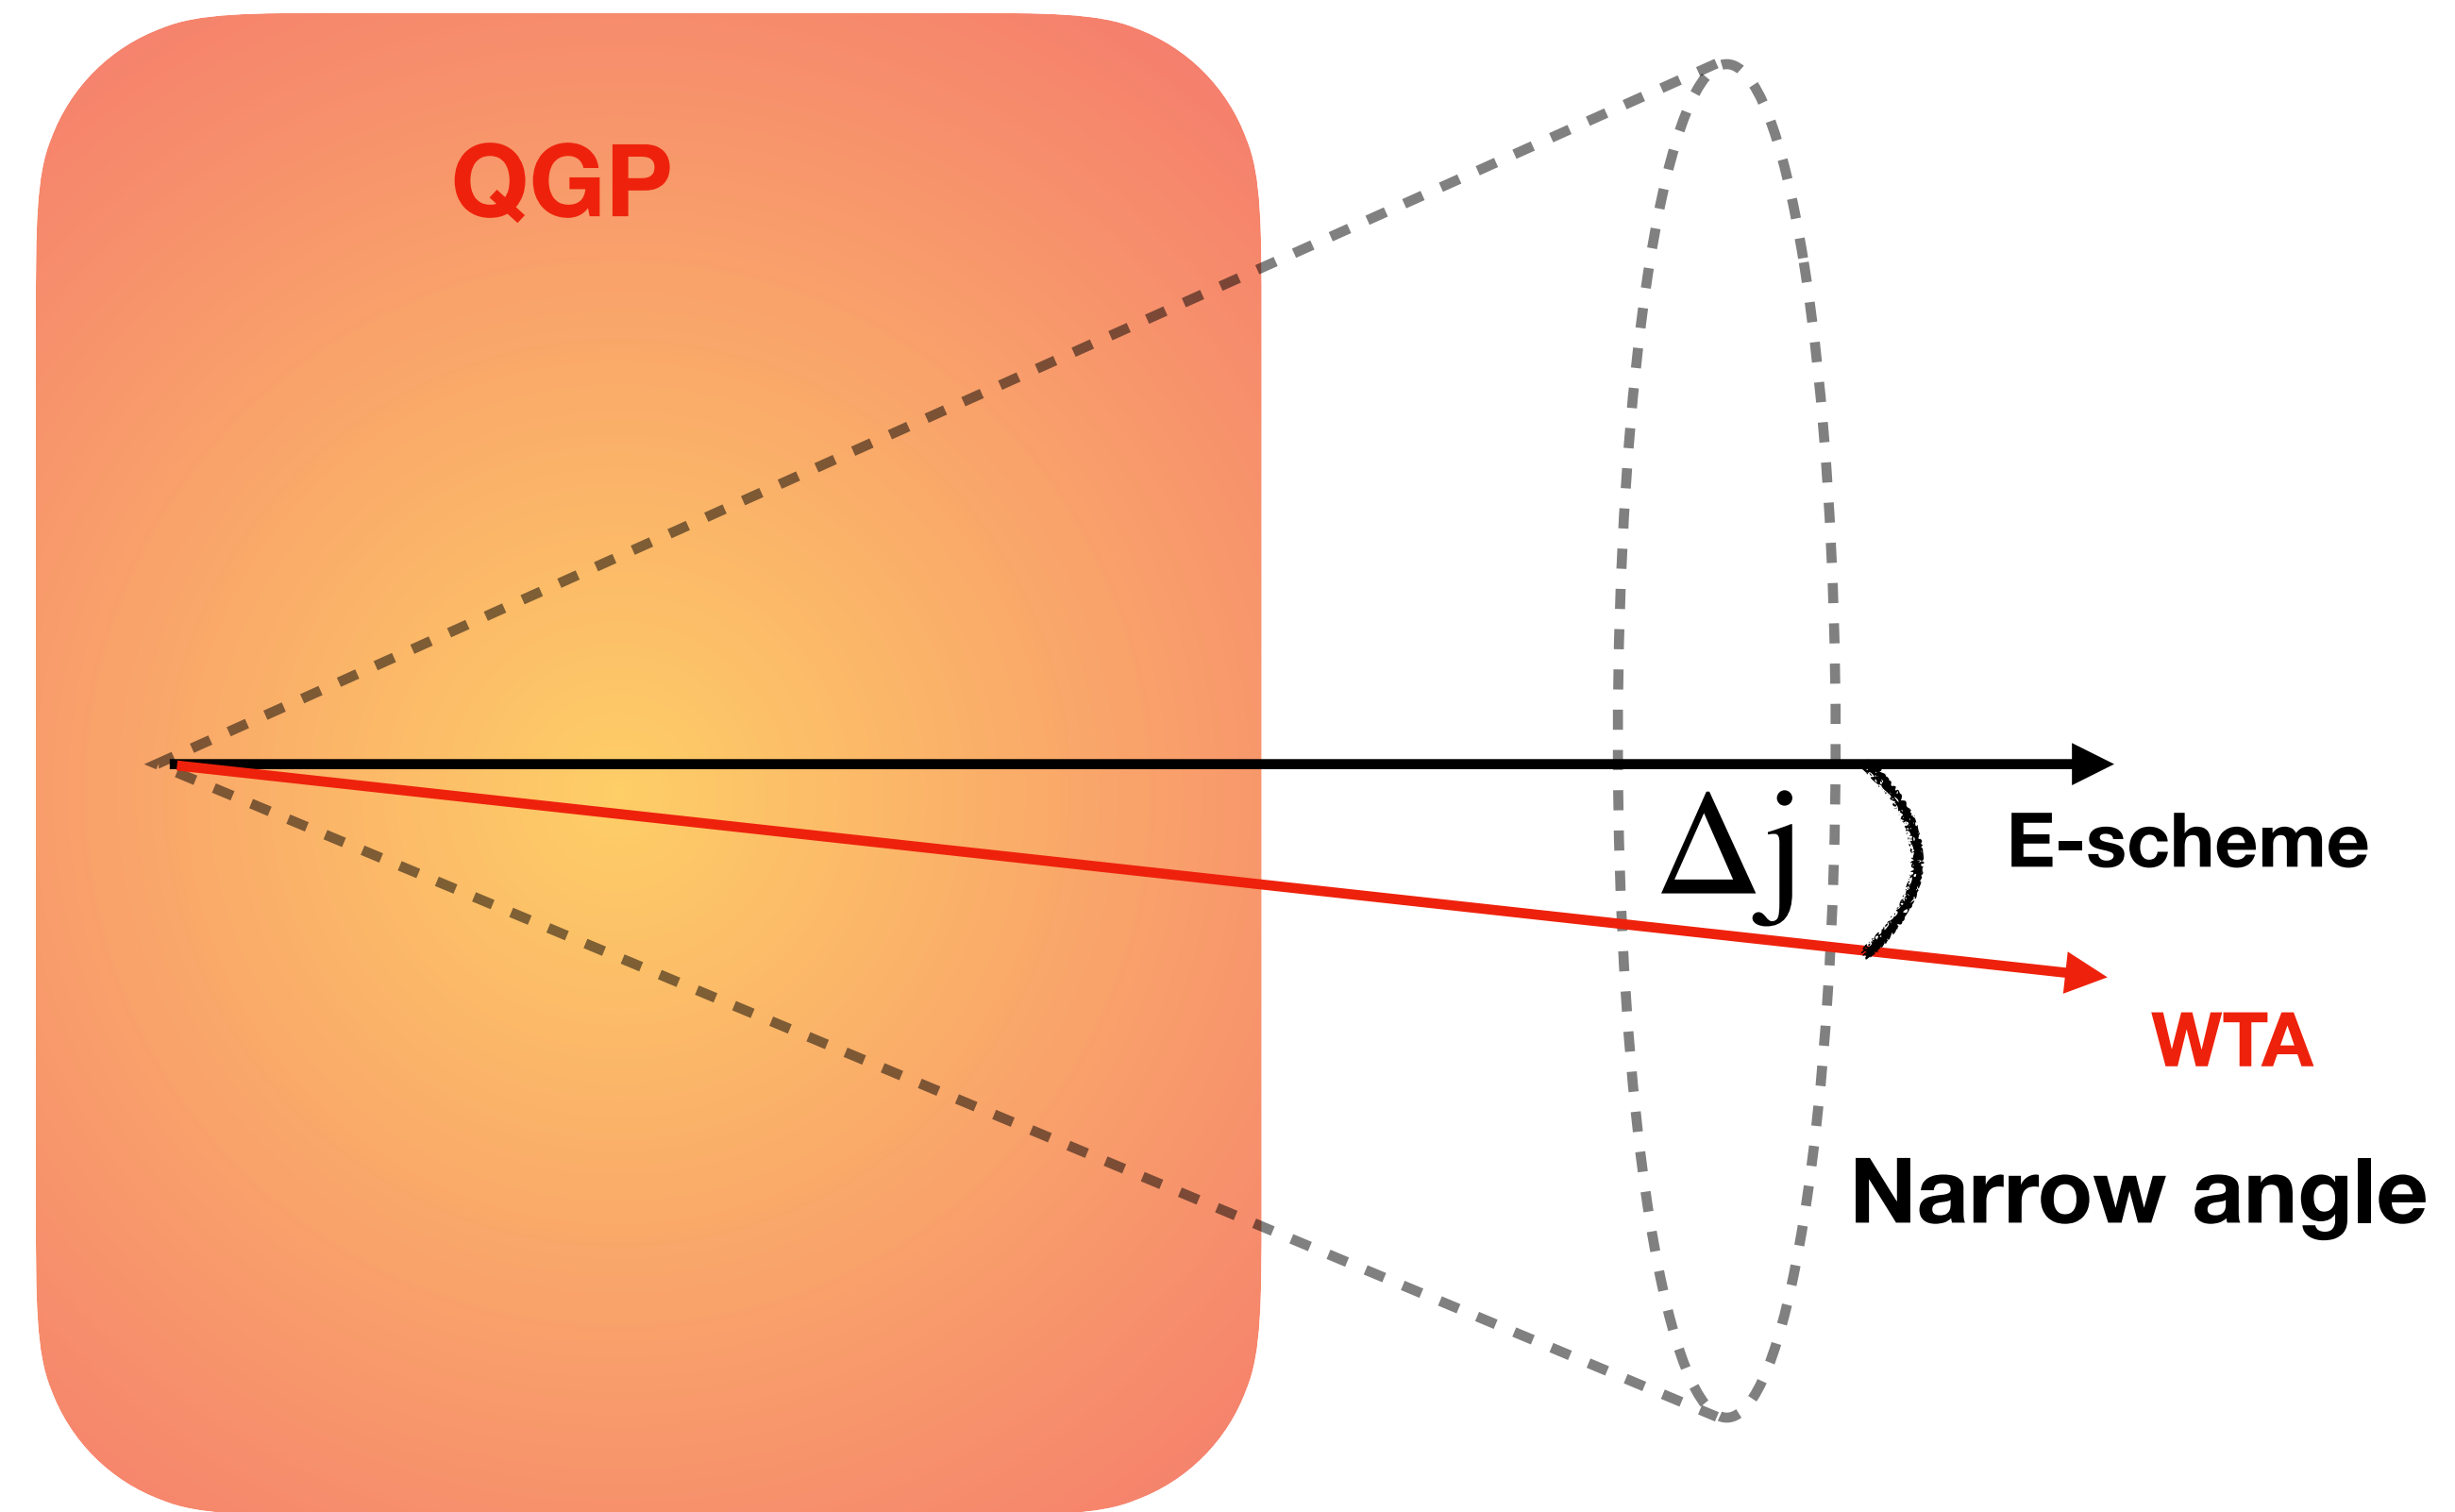 QGP
Δj
E-scheme
WTA
Narrow angle